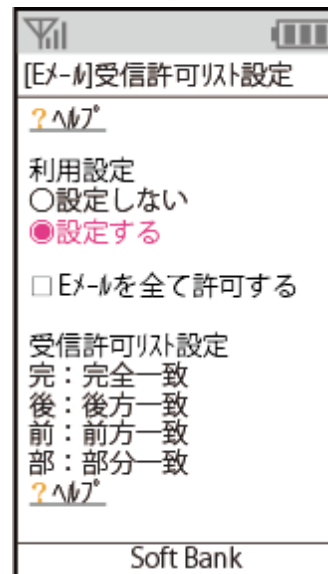 [Eﾒｰﾙ]受信許可ﾘｽﾄ設定
?ﾍﾙﾌﾟ
利用設定
○設定しない
◉設定する
□Eﾒｰﾙを全て許可する
受信許可ﾘｽﾄ設定
完：完全一致
後：後方一致
前：前方一致
部：部分一致
?ﾍﾙﾌﾟ
Soft Bank